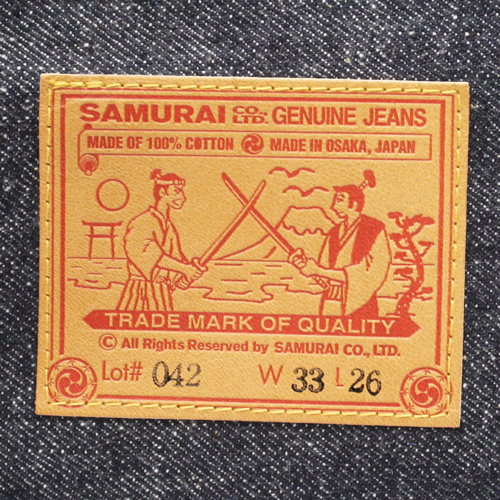 SAMURAI CO. LTD. GENUINE JEANS
MADE OF 100% COTTON MADE IN OSAKA, JAPAN
TRADE MARK OF QUALITY
© All Rights Reserved by SAMURAI CO., LTD.
Lot# 042 W 33 L 26